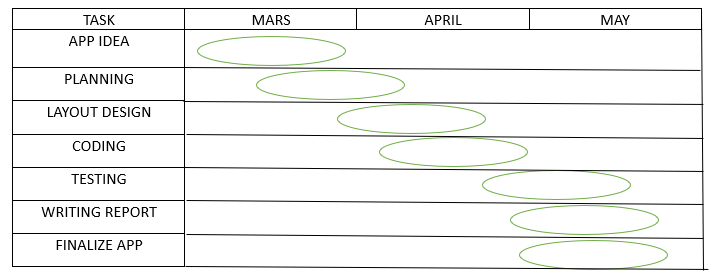 TASK MARS APRIL MAY
APP IDEA
PLANNING
LAYOUT DESIGN
CODING
TESTING
WRITING REPORT
FINALIZE APP